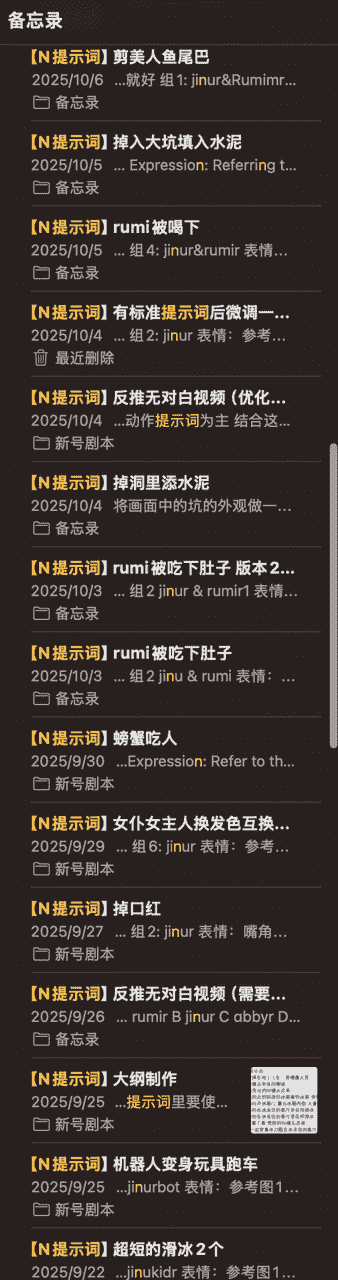 备忘录
【N提示词】剪美人鱼尾巴
2025/10/6 ...就好 组1: jinur&Rumimr...
备忘录
【N提示词】掉入大坑填入水泥
2025/10/5 ... Expression: Referring t...
备忘录
【N提示词】rumi被喝下
2025/10/5 ... 组4: jinur&rumir 表情...
备忘录
【N提示词】有标准提示词后微调一...
2025/10/4 ... 组2: jinur 表情：参考...
最近删除
【N提示词】反推无对白视频（优化...
2025/10/4 ...动作提示词为主 结合这...
新号剧本
【N提示词】掉洞里添水泥
2025/10/4 将画面中的坑的外观做一...
备忘录
【N提示词】rumi被吃下肚子 版本2...
2025/10/3 ... 组2 jinur & rumir1 表情...
备忘录
【N提示词】rumi被吃下肚子
2025/10/3 ... 组2 jinu & rumi 表情：...
备忘录
【N提示词】螃蟹吃人
2025/9/30 ...Expression: Refer to th...
新号剧本
【N提示词】女仆女主人换发色互换...
2025/9/29 ... 组6: jinur 表情：参考...
新号剧本
【N提示词】掉口红
2025/9/27 ... 组2: jinur 表情：嘴角...
新号剧本
【N提示词】反推无对白视频（需要...
2025/9/26 ... rumir B jinur C abbyr D...
备忘录
【N提示词】大纲制作
2025/9/25 ...提示词里要使...
新号剧本
【N提示词】机器人变身玩具跑车
2025/9/25 ...jinurbot 表情：参考图1...
新号剧本
【N提示词】超短的滑冰2个
2025/9/22 ...jinukidr 表情：参考图1...